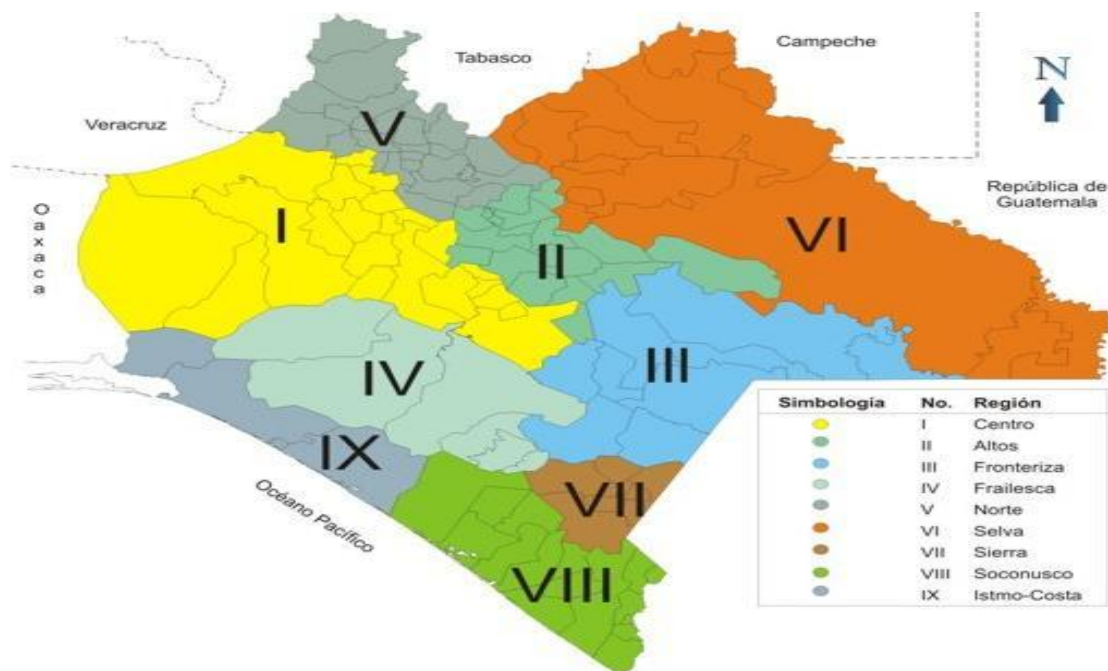 Tabasco
Campeche
N
Veracruz
V
República de
Guatemala
Oaxaca
I
VI
II
III
IV
IX
Océano Pacífico
VII
VIII
Simbología No. Región
I Centro
II Altos
III Fronteriza
IV Frailesca
V Norte
VI Selva
VII Sierra
VIII Soconusco
IX Istmo-Costa